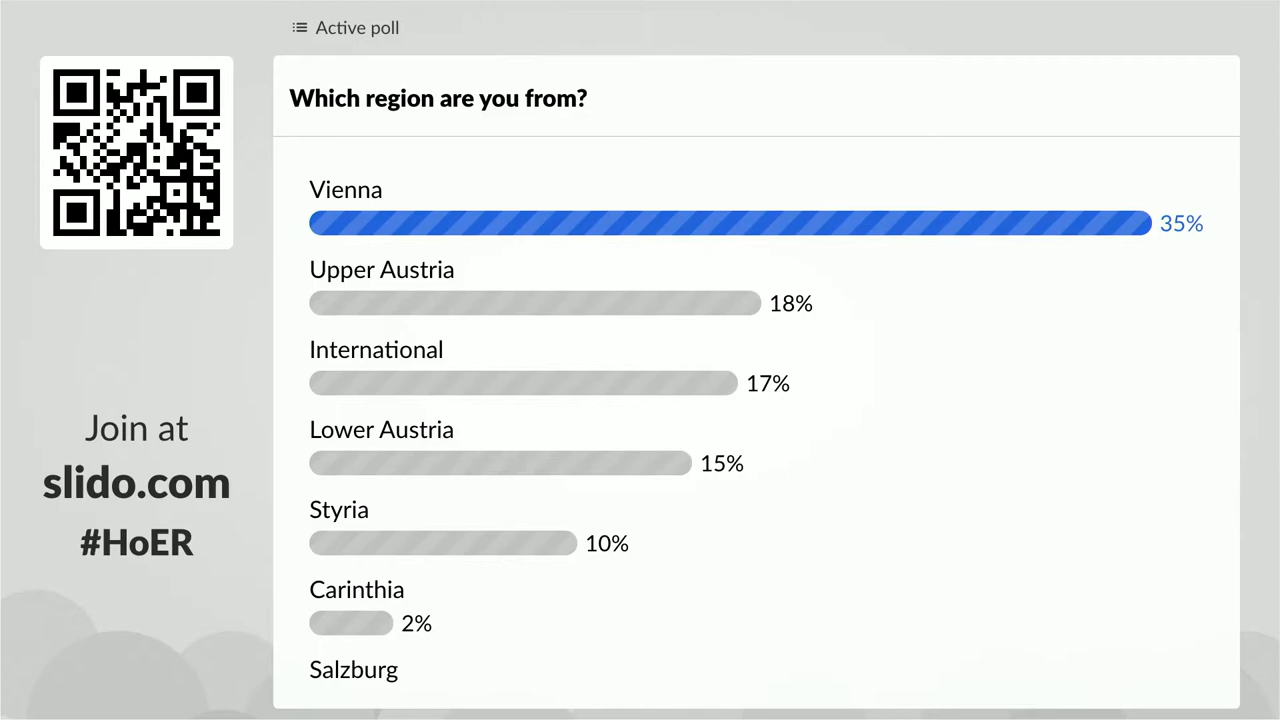 Active poll
Which region are you from?
Vienna
35%
Upper Austria
18%
International
17%
Lower Austria
15%
Styria
10%
Carinthia
2%
Salzburg
Join at
slido.com
#HoER